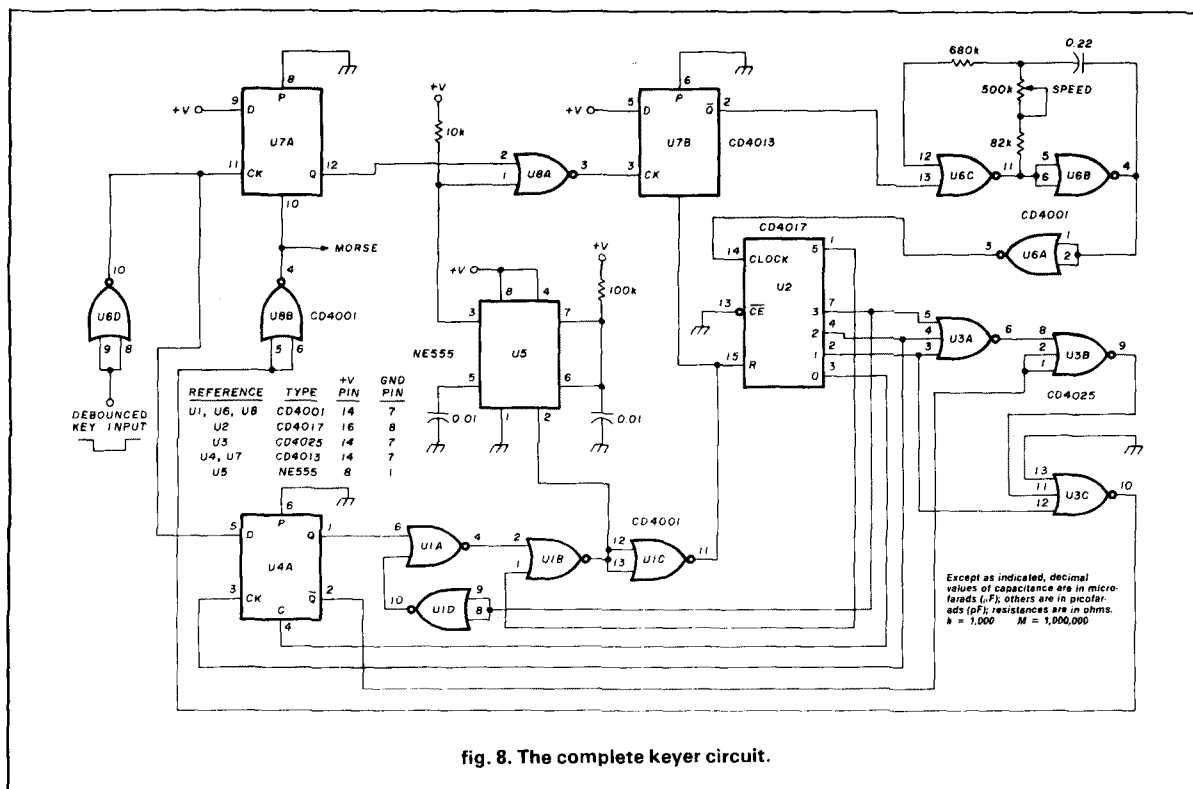 8
+V
9
D
P
U7A
11
CK
Q
12
10
MORSE
10
4
U6D
U8B
CD4001
9
8
5
6
DEBOUNCED
KEY INPUT
+V
10k
2
1
U8A
3
6
+V
5
D
P
Q
2
U7B
CD4013
3
CK
680k
0.22
500k
SPEED
82k
12
13
U6C
11
5
6
U6B
4
CD4001
3
U6A
1
2
CD4017
14
CLOCK
5
1
U2
13
CE
3
7
2
4
1
2
15
R
0
3
5
4
3
U3A
6
8
2
1
U3B
9
CD4025
13
11
12
U3C
10
+V
+V
100k
8
4
3
7
NE555
U5
5
6
0.01
1
2
0.01
REFERENCE TYPE +V PIN GND PIN
U1, U6, U8 CD4001 14 7
U2 CD4017 16 8
U3 CD4025 14 7
U4, U7 CD4013 14 7
U5 NE555 8 1
6
5
D
P
Q
1
U4A
3
CK
Q
2
C
4
6
U1A
4
2
1
U1B
CD4001
12
13
U1C
11
10
U1D
9
8
Except as indicated, decimal
values of capacitance are in micro-
farads (µF); others are in picofar-
ads (pF); resistances are in ohms.
k = 1,000 M = 1,000,000
fig. 8. The complete keyer circuit.